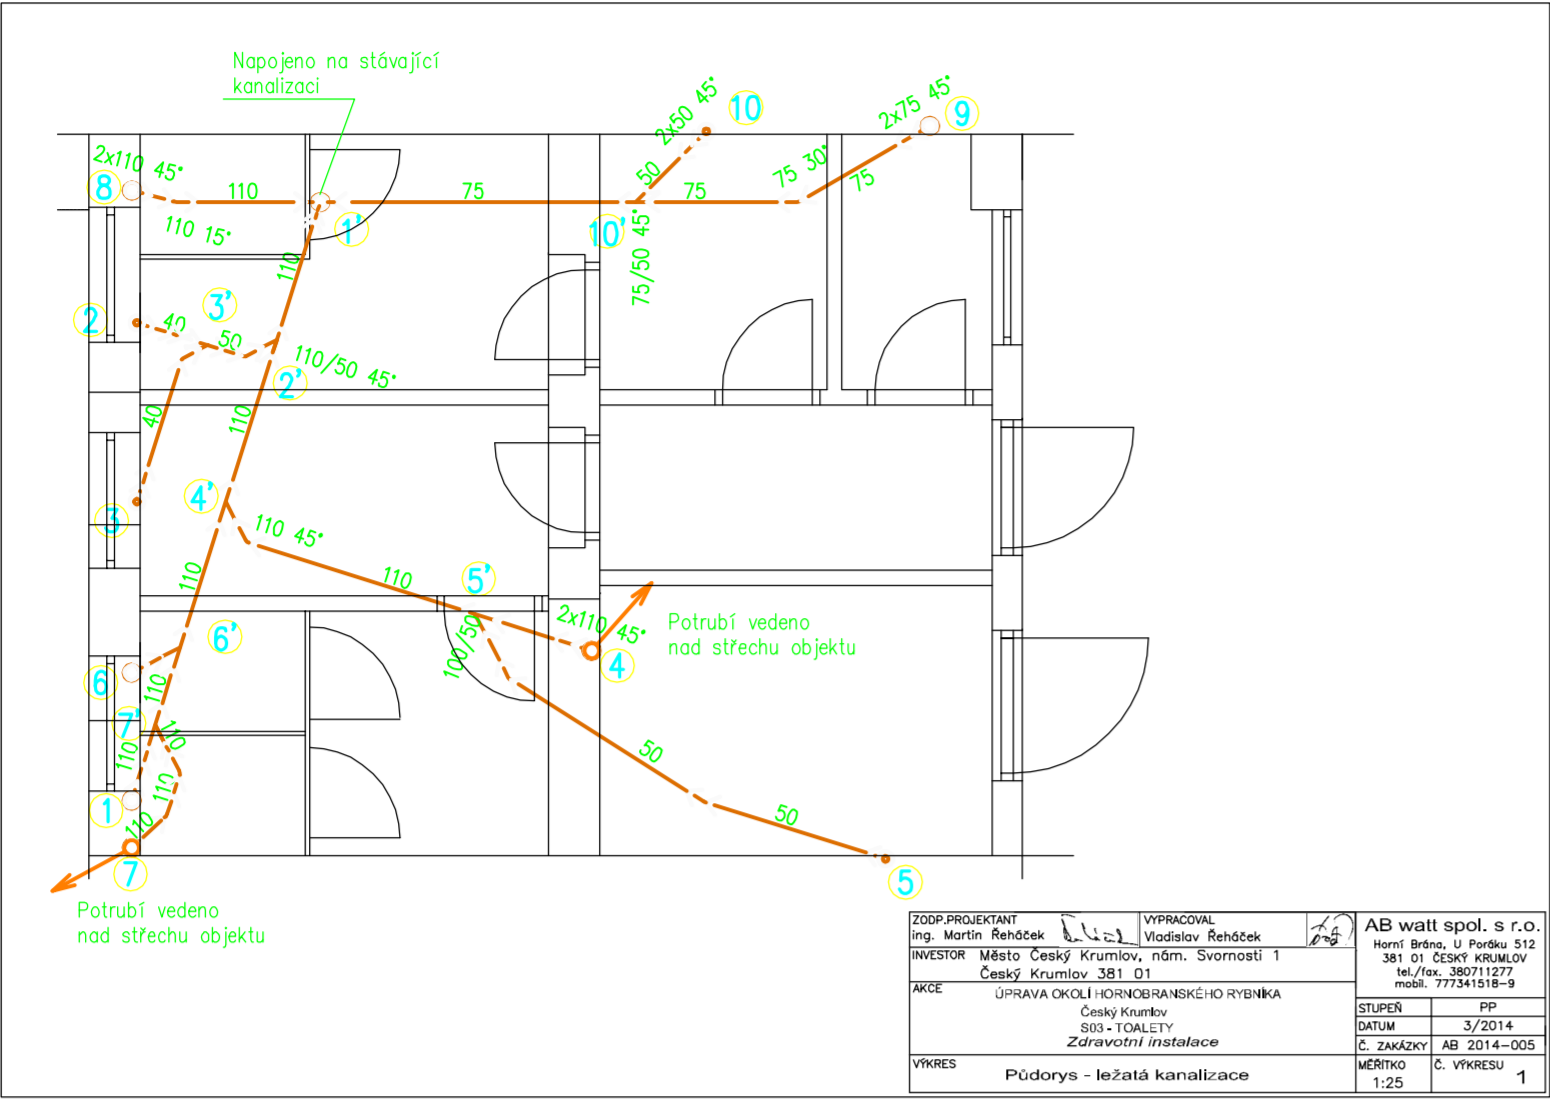 Napojeno na stávající
kanalizaci
2x50 45°
10
2x75 45°
9
2x110 45°
8
110
75
50
75
75 30°
75
110 15°
1'
10'
75/50 45°
110
3'
2
40
50
110/50 45°
2'
40
110
4'
3
110 45°
110
110
5'
2x110 45°
Potrubí vedeno
nad střechu objektu
6'
100/50
4
6
110
7'
110
110
110
50
1
110
50
7
5
Potrubí vedeno
nad střechu objektu
ZODP.PROJEKTANT
ing. Martin Řeháček
VYPRACOVAL
Vladislav Řeháček
INVESTOR Město Český Krumlov, nám. Svornosti 1
Český Krumlov 381 01
AKCE
ÚPRAVA OKOLÍ HORNOBRANSKÉHO RYBNÍKA
Český Krumlov
S03 - TOALETY
Zdravotní instalace
VÝKRES
Půdorys - ležatá kanalizace
AB watt spol. s r.o.
Horní Brána, U Poráku 512
381 01 ČESKÝ KRUMLOV
tel./fax. 380711277
mobil. 777341518-9
STUPEŇ PP
DATUM 3/2014
Č. ZAKÁZKY AB 2014-005
MĚŘÍTKO
1:25
Č. VÝKRESU 1